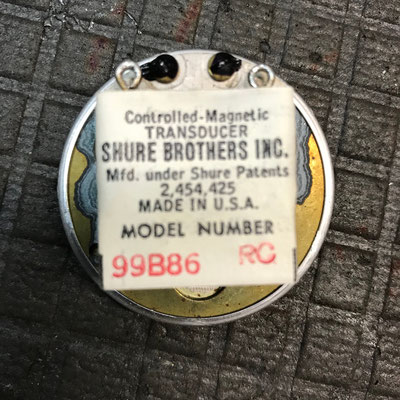 Controlled-Magnetic
TRANSDUCER
SHURE BROTHERS INC.
Mfd. under Shure Patents
2,454,425
MADE IN U.S.A.
MODEL NUMBER
99B86 RC